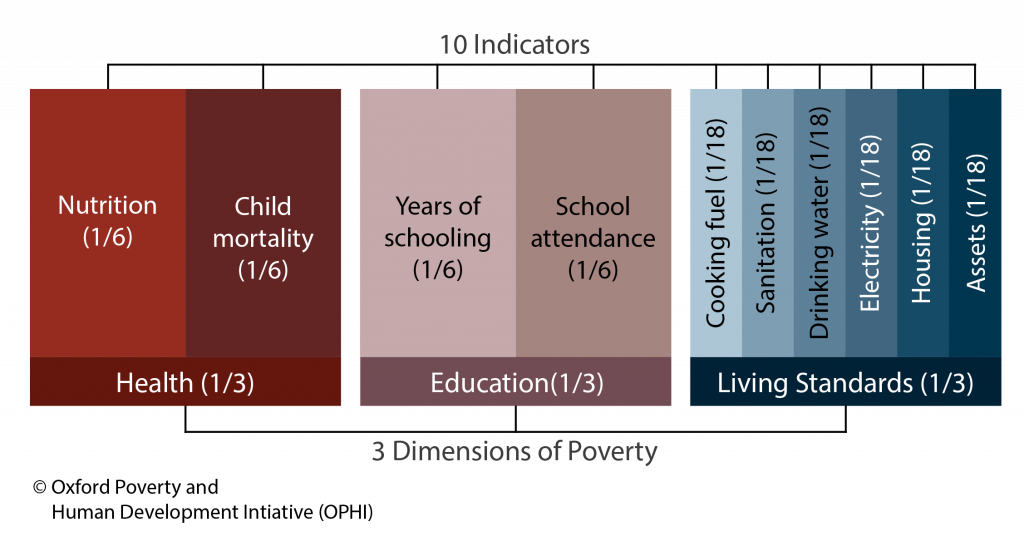 10 Indicators
Nutrition
(1/6)
Child
mortality
(1/6)
Years of
schooling
(1/6)
School
attendance
(1/6)
Cooking fuel (1/18)
Sanitation (1/18)
Drinking water (1/18)
Electricity (1/18)
Housing (1/18)
Assets (1/18)
Health (1/3)
Education(1/3)
Living Standards (1/3)
3 Dimensions of Poverty
© Oxford Poverty and
Human Development Intiative (OPHI)